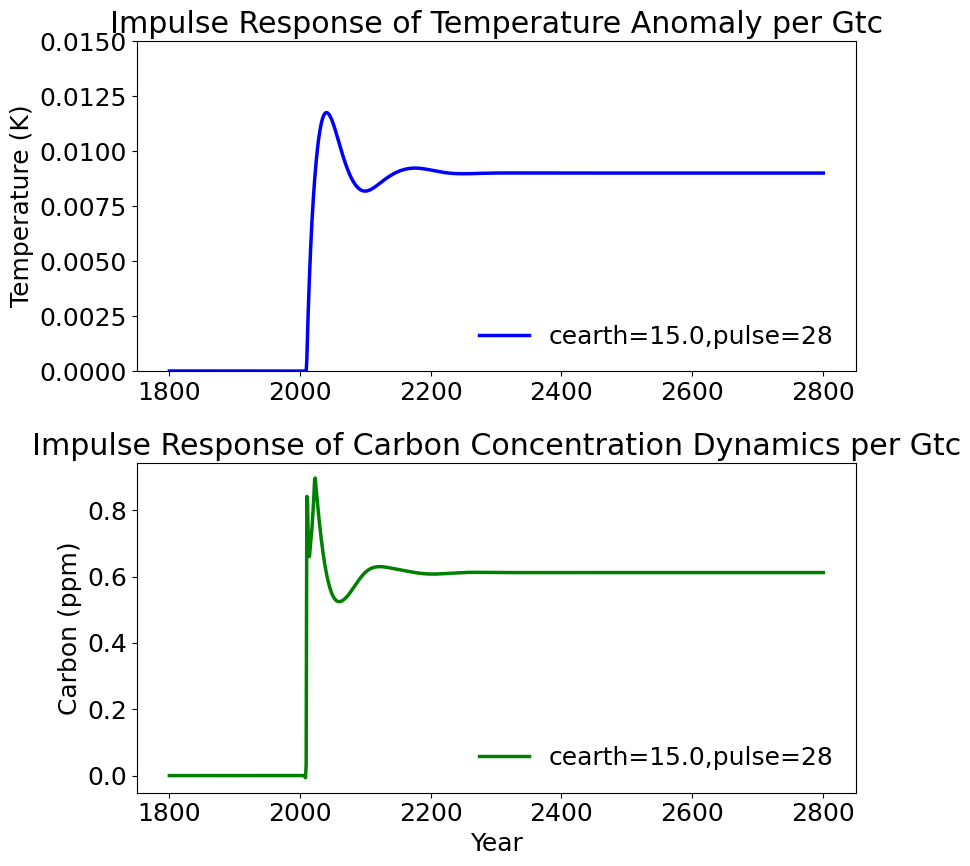 Impulse Response of Temperature Anomaly per Gtc
0.0150
0.0125
0.0100
0.0075
0.0050
0.0025
0.0000
Temperature (K)
cearth=15.0,pulse=28
1800 2000 2200 2400 2600 2800
Impulse Response of Carbon Concentration Dynamics per Gtc
0.8
0.6
0.4
0.2
0.0
Carbon (ppm)
cearth=15.0,pulse=28
1800 2000 2200 2400 2600 2800
Year